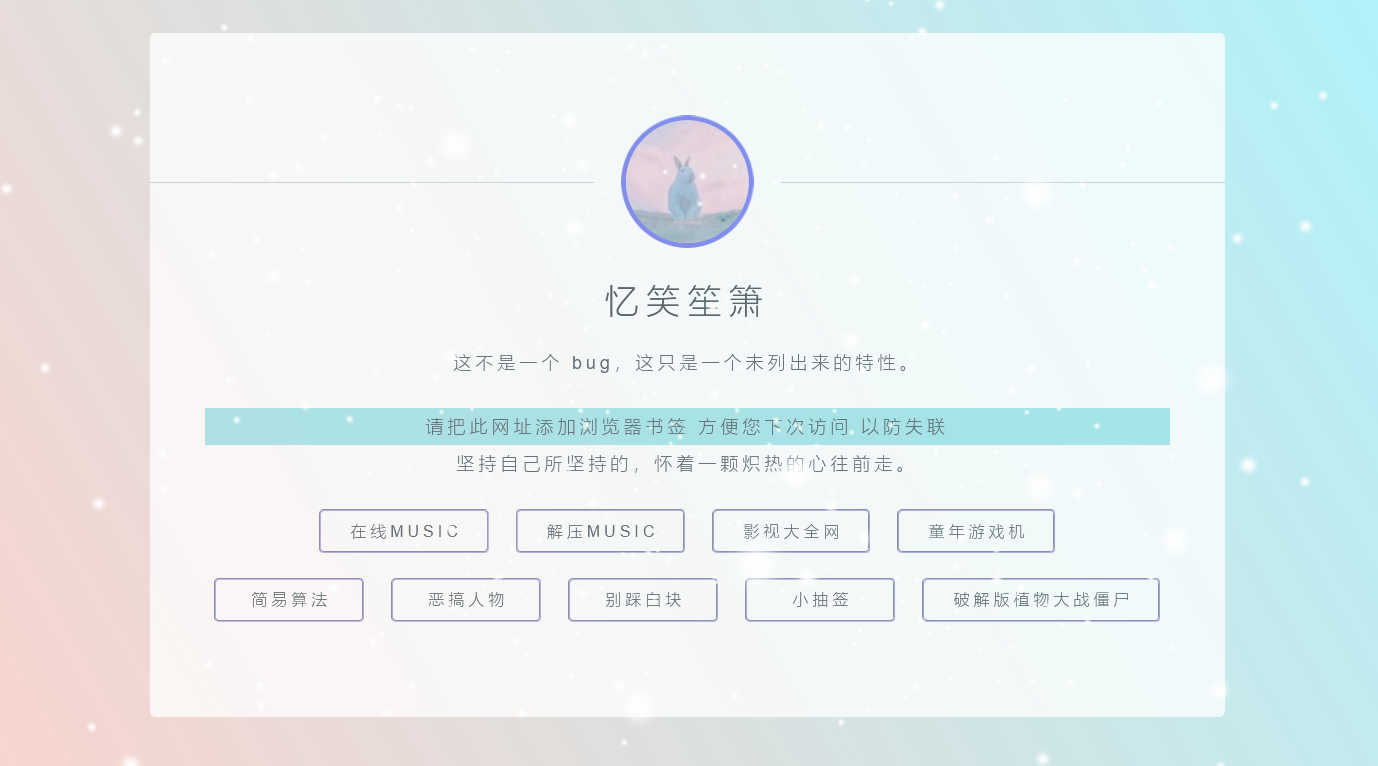 忆笑笙箫
这不是一个 bug，这只是一个未列出来的特性。
请把此网址添加浏览器书签 方便您下次访问 以防失联
坚持自己所坚持的，怀着一颗炽热的心往前走。
在线MUSIC 解压MUSIC 影视大全网 童年游戏机
简易算法 恶搞人物 别踩白块 小抽签 破解版植物大战僵尸